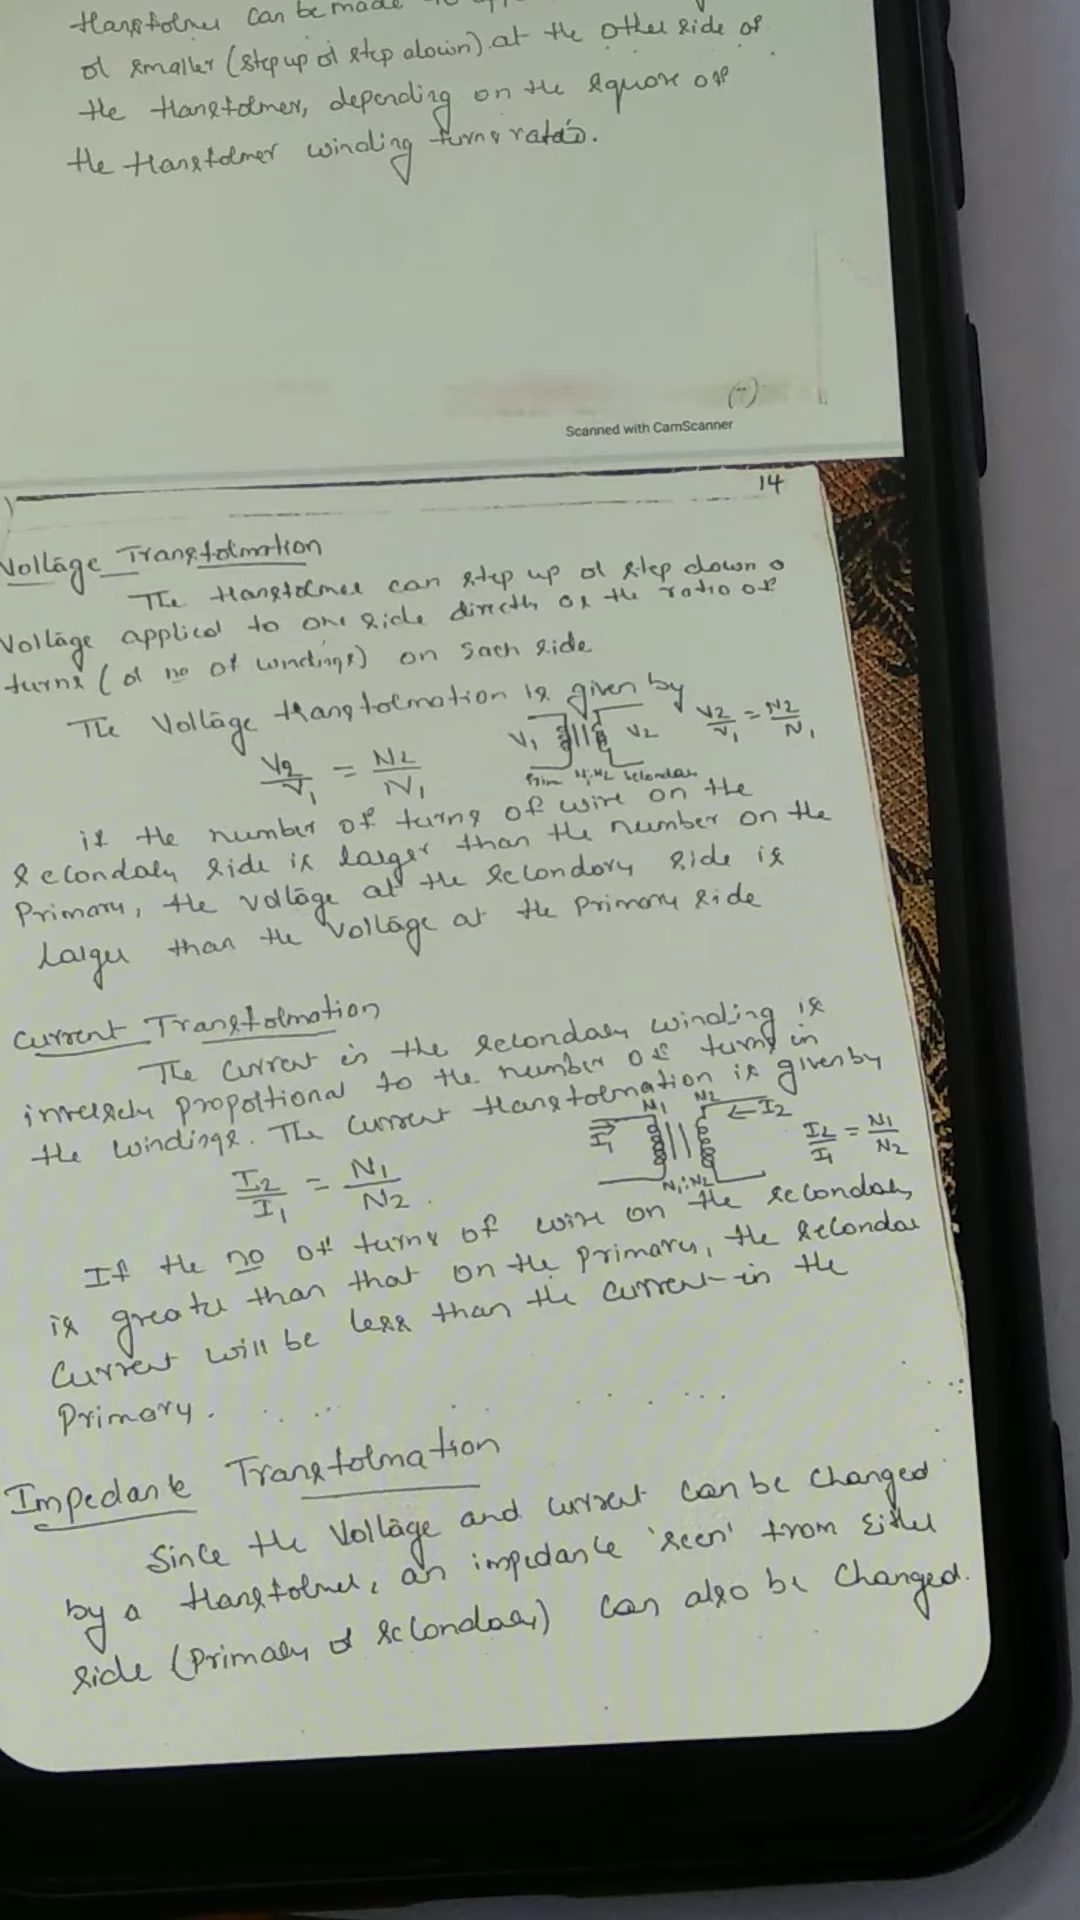 transformer can be made
or smaller (step up or step down) at the other side of
the transformer, depending on the square of
the transformer winding turns ratio.
(7)
Scanned with CamScanner
14
Voltage Transformation
The transformer can step up or step down a
Voltage applied to one side directly as the ratio of
turns (or no of windings) on each side
The Voltage transformation is given by
V2/V1 = N2/N1
V1 V2 V2/V1 = N2/N1
Prim N1:N2 Secondary
if the number of turns of wire on the
secondary side is larger than the number on the
Primary, the voltage at the secondary side is
Larger than the voltage at the primary side
Current Transformation
The current in the secondary winding is
inversely proportional to the number of turns in
the windings. The current transformation is given by
I2/I1 = N1/N2.
N1 N2
I1 I2 I2/I1 = N1/N2
N1:N2
If the no of turns of wire on the secondary
is greater than that on the primary, the secondar
Current will be less than the current in the
Primary.
Impedance Transformation
Since the Voltage and current can be changed
by a transformer, an impedance 'seen' from either
side (Primary or secondary) can also be changed.